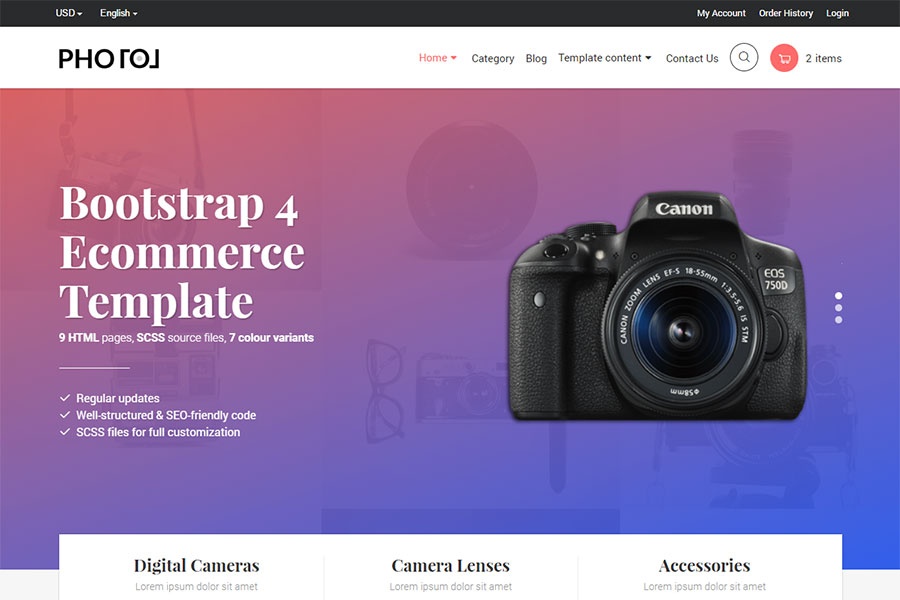 USD English My Account Order History Login
PHOTOL Home Category Blog Template content Contact Us 2 items
Bootstrap 4
Ecommerce
Template
9 HTML pages, SCSS source files, 7 colour variants
Regular updates
Well-structured & SEO-friendly code
SCSS files for full customization
Canon
EOS
750D
CANON ZOOM LENS EF-S 18-55mm 1:3.5-5.6 IS STM
Φ58mm
Digital Cameras Camera Lenses Accessories
Lorem ipsum dolor sit amet Lorem ipsum dolor sit amet Lorem ipsum dolor sit amet